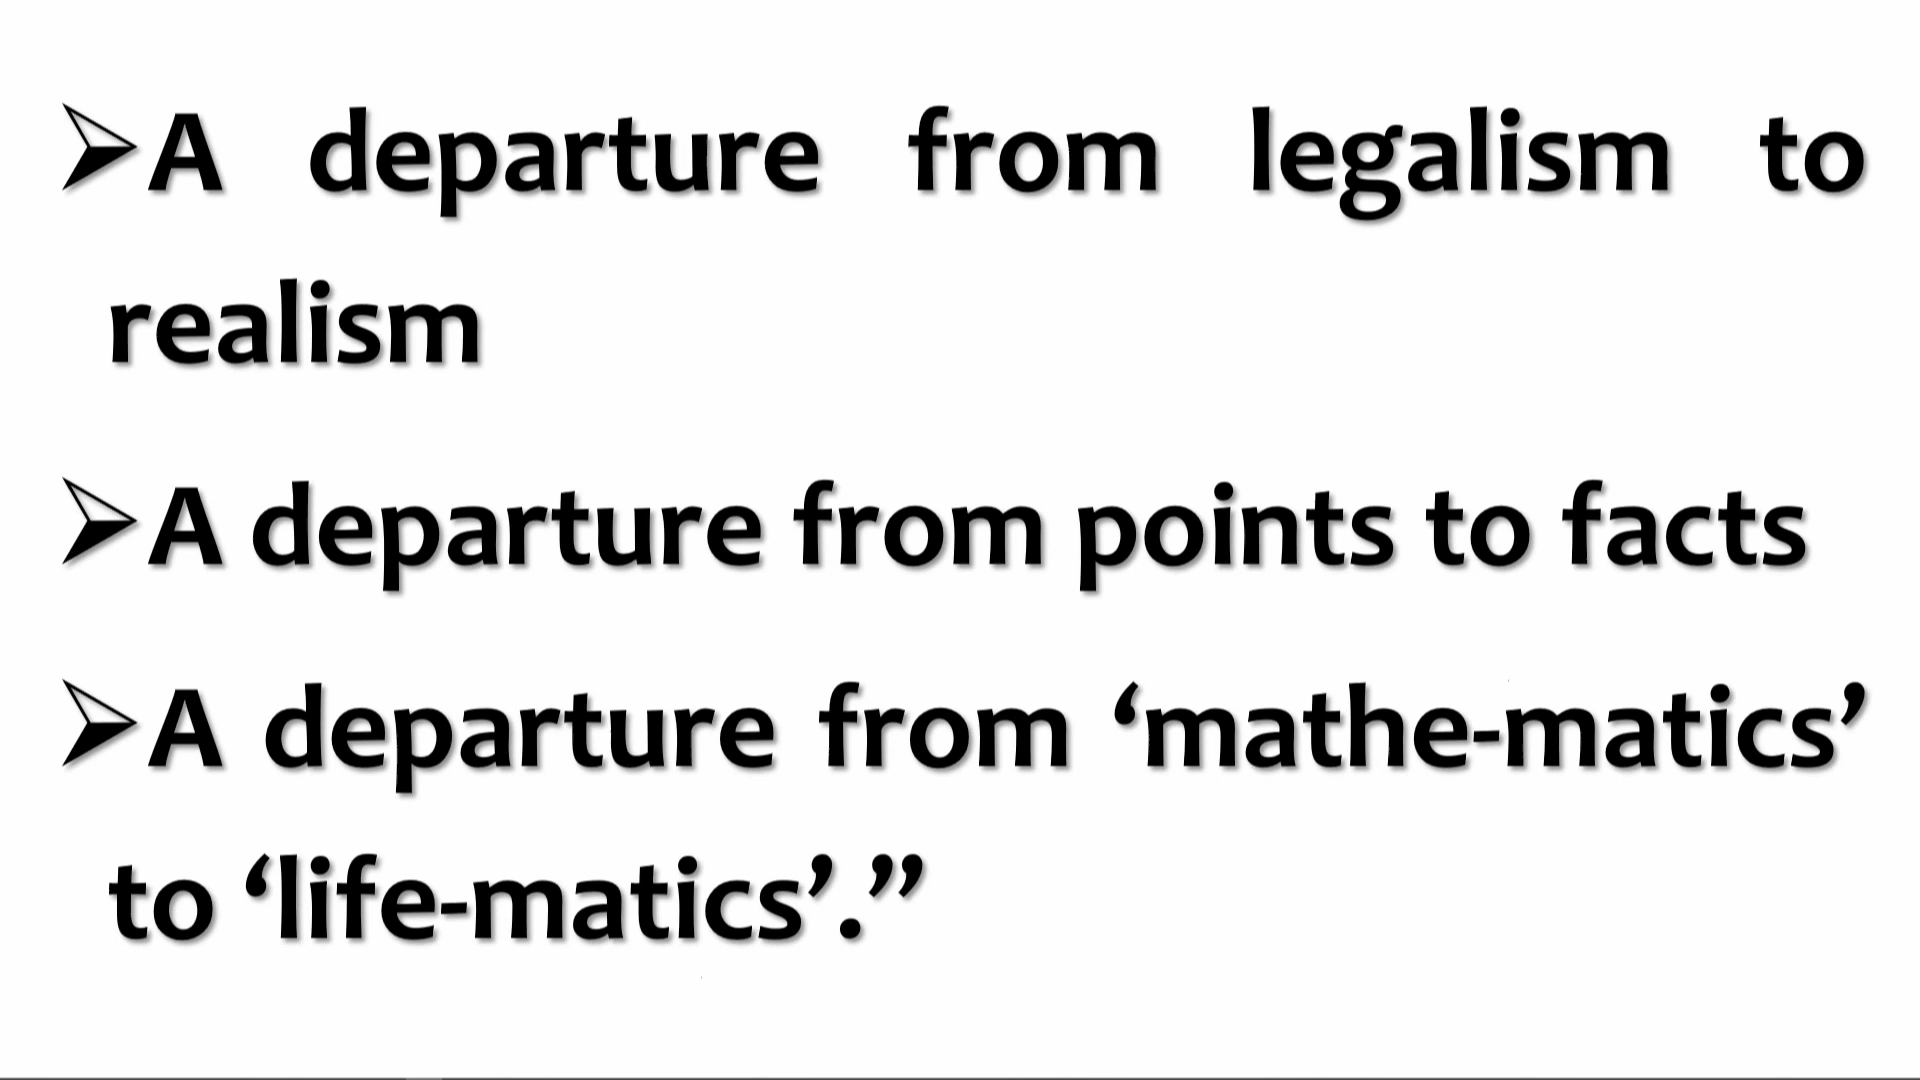 ➢A departure from legalism to
realism
➢A departure from points to facts
➢A departure from ‘mathe-matics’
to ‘life-matics’.”